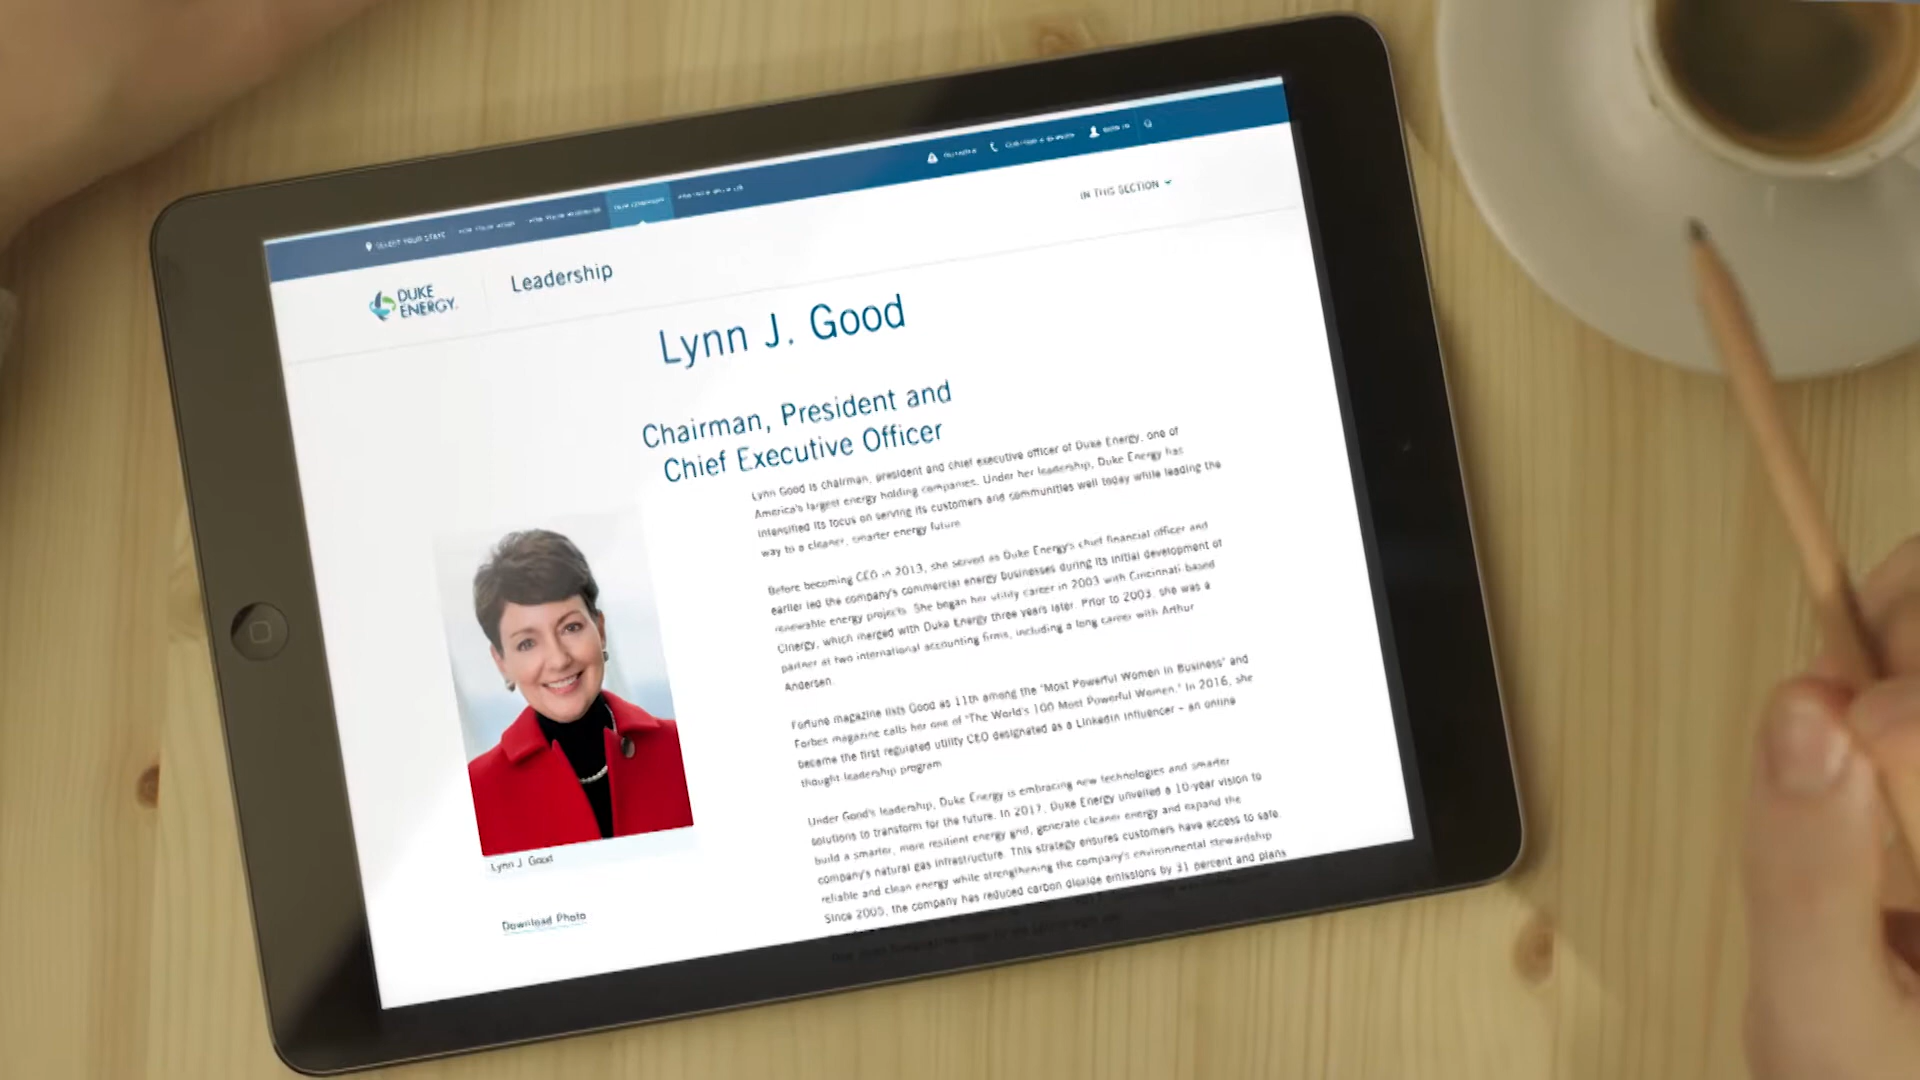 SELECT YOUR STATE
IN THIS SECTION
DUKE
ENERGY.
Leadership
Lynn J. Good
Chairman, President and
Chief Executive Officer
Lynn Good is chairman, president and chief executive officer of Duke Energy, one of
America's largest energy holding companies. Under her leadership, Duke Energy has
intensified its focus on serving its customers and communities well today while leading the
way to a cleaner, smarter energy future.
Before becoming CEO in 2013, she served as Duke Energy's chief financial officer and
earlier led the company's commercial energy businesses during its initial development of
renewable energy projects. She began her utility career in 2003 with Cincinnati-based
Cinergy, which merged with Duke Energy three years later. Prior to 2003, she was a
partner at two international accounting firms, including a long career with Arthur
Andersen.
Fortune magazine lists Good as 11th among the "Most Powerful Women in Business" and
Forbes magazine calls her one of "The World's 100 Most Powerful Women." In 2016, she
became the first regulated utility CEO designated as a LinkedIn Influencer – an online
thought leadership program
Under Good's leadership, Duke Energy is embracing new technologies and smarter
solutions to transform for the future. In 2017, Duke Energy unveiled a 10-year vision to
build a smarter, more resilient energy grid, generate cleaner energy and expand the
company's natural gas infrastructure. This strategy ensures customers have access to safe,
reliable and clean energy while strengthening the company's environmental stewardship
Since 2005, the company has reduced carbon dioxide emissions by 31 percent and plans
Lynn J. Good
Download Photo